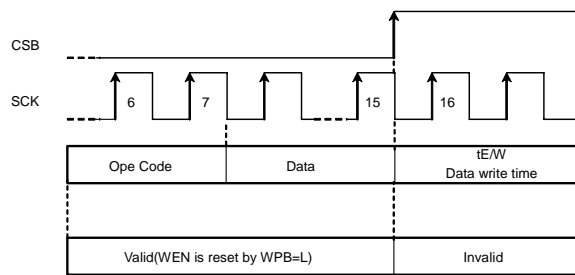 CSB
SCK
6
7
15
16
Ope Code
Data
tE/W
Data write time
Valid(WEN is reset by WPB=L)
Invalid